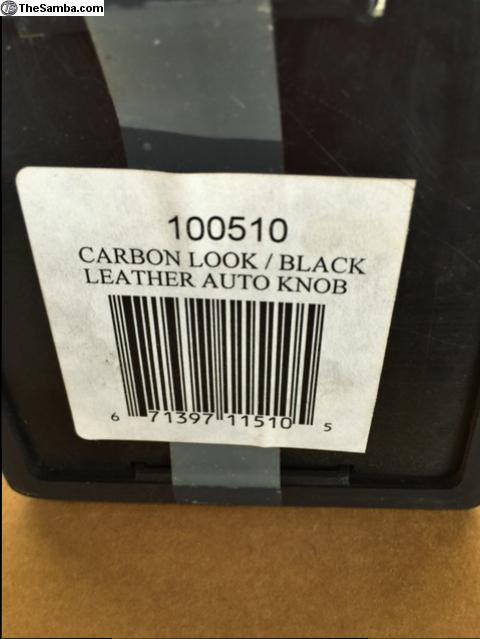 TheSamba.com
100510
CARBON LOOK / BLACK
LEATHER AUTO KNOB
6 71397 11510 5